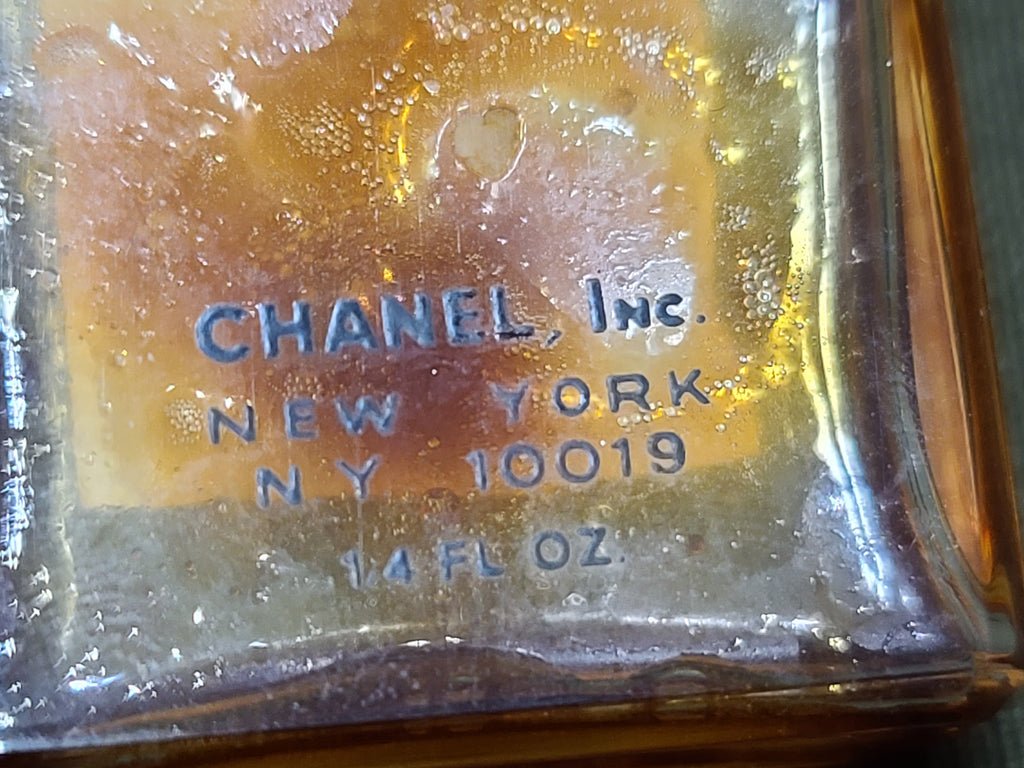 CHANEL, INC.
NEW YORK
NY 10019
1.4 FL OZ.